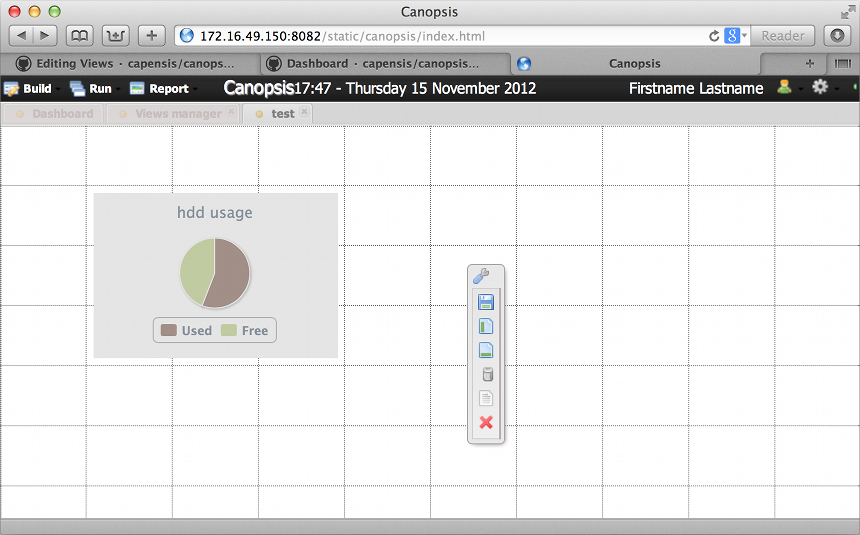 Canopsis
172.16.49.150:8082/static/canopsis/index.html
Reader
Editing Views · capensis/canops...
Dashboard · capensis/canopsis...
Canopsis
Build
Run
Report
Canopsis17:47 - Thursday 15 November 2012
Firstname Lastname
Dashboard
Views manager
test
hdd usage
Used
Free